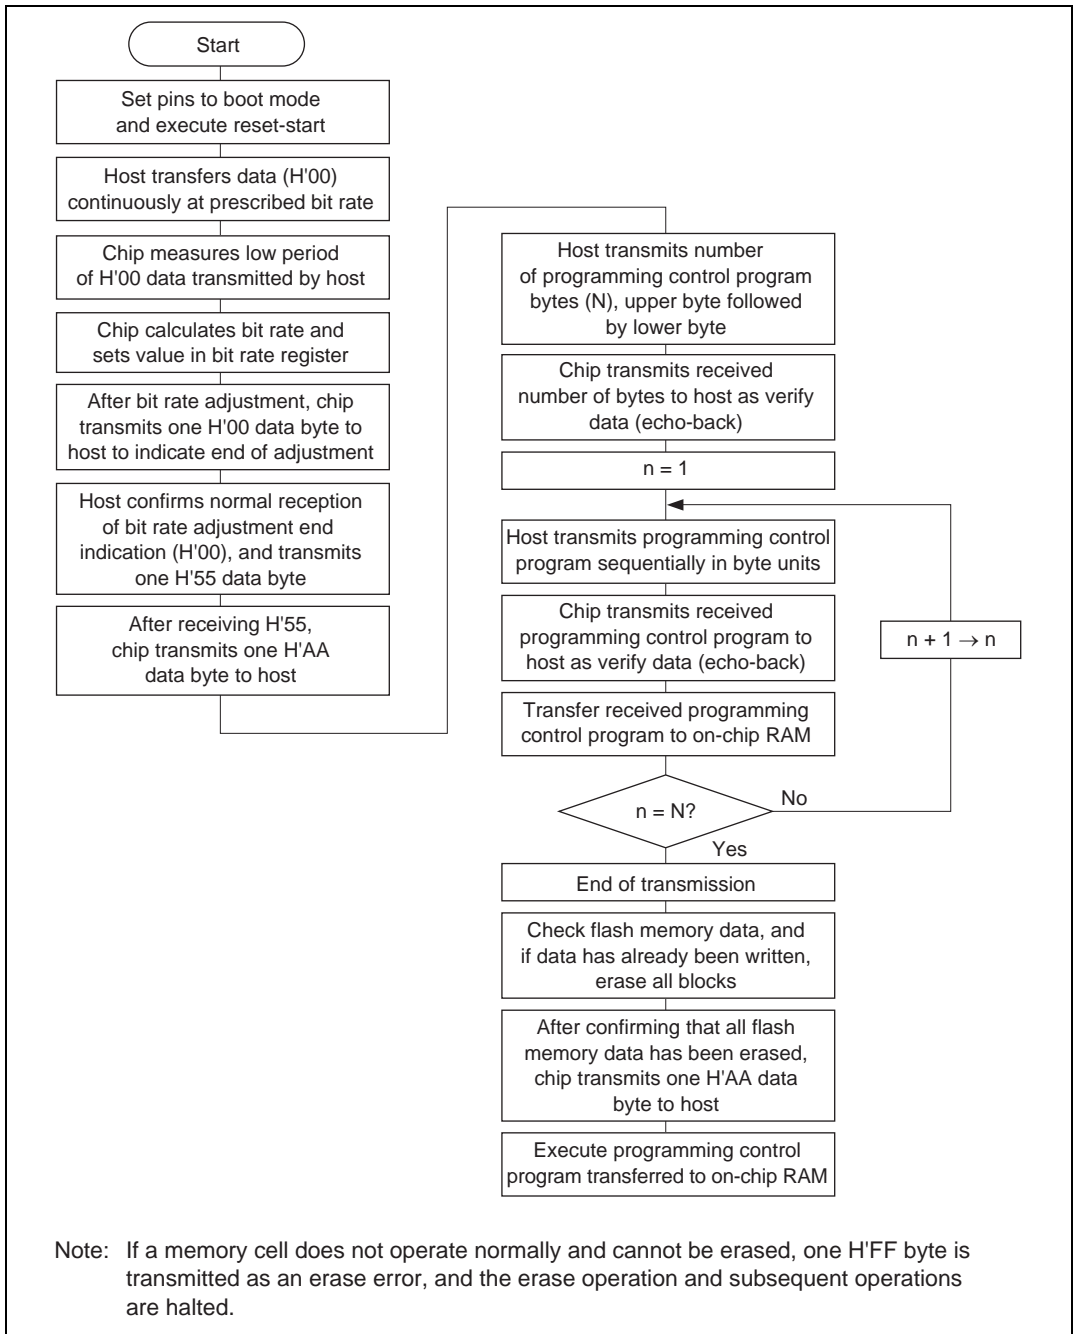 Start
Set pins to boot mode
and execute reset-start
Host transfers data (H'00)
continuously at prescribed bit rate
Chip measures low period
of H'00 data transmitted by host
Chip calculates bit rate and
sets value in bit rate register
After bit rate adjustment, chip
transmits one H'00 data byte to
host to indicate end of adjustment
Host confirms normal reception
of bit rate adjustment end
indication (H'00), and transmits
one H'55 data byte
After receiving H'55,
chip transmits one H'AA
data byte to host
Host transmits number
of programming control program
bytes (N), upper byte followed
by lower byte
Chip transmits received
number of bytes to host as verify
data (echo-back)
n = 1
Host transmits programming control
program sequentially in byte units
Chip transmits received
programming control program to
host as verify data (echo-back)
n + 1 → n
Transfer received programming
control program to on-chip RAM
n = N?
No
Yes
End of transmission
Check flash memory data, and
if data has already been written,
erase all blocks
After confirming that all flash
memory data has been erased,
chip transmits one H'AA data
byte to host
Execute programming control
program transferred to on-chip RAM
Note: If a memory cell does not operate normally and cannot be erased, one H'FF byte is
transmitted as an erase error, and the erase operation and subsequent operations
are halted.